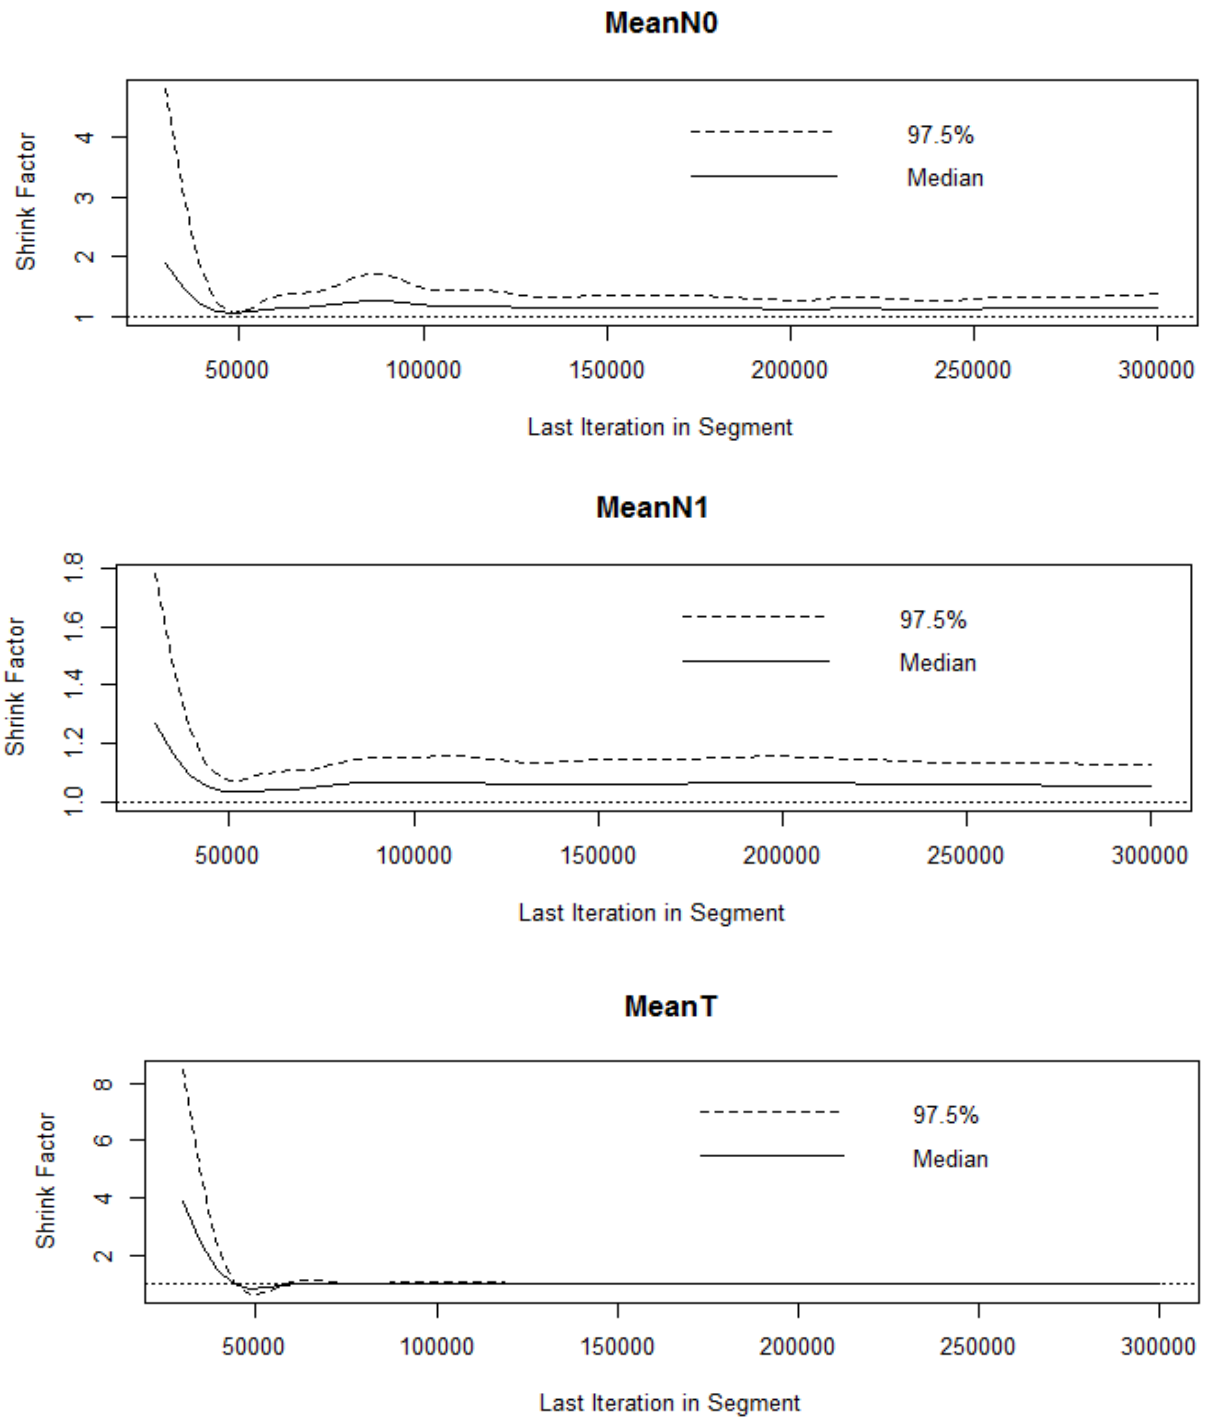 MeanN0
Shrink Factor
4
3
2
1
97.5%
Median
50000 100000 150000 200000 250000 300000
Last Iteration in Segment
MeanN1
Shrink Factor
1.8
1.6
1.4
1.2
1.0
97.5%
Median
50000 100000 150000 200000 250000 300000
Last Iteration in Segment
MeanT
Shrink Factor
8
6
4
2
97.5%
Median
50000 100000 150000 200000 250000 300000
Last Iteration in Segment